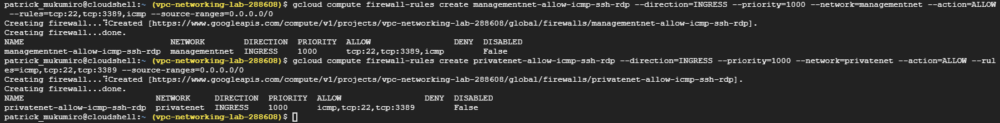 patrick_mukumiro@cloudshell:~ (vpc-networking-lab-288608)$ gcloud compute firewall-rules create managementnet-allow-icmp-ssh-rdp --direction=INGRESS --priority=1000 --network=managementnet --action=ALLOW
--rules=tcp:22,tcp:3389,icmp --source-ranges=0.0.0.0/0
Creating firewall...⠹Created [https://www.googleapis.com/compute/v1/projects/vpc-networking-lab-288608/global/firewalls/managementnet-allow-icmp-ssh-rdp].
Creating firewall...done.
NAME NETWORK DIRECTION PRIORITY ALLOW DENY DISABLED
managementnet-allow-icmp-ssh-rdp managementnet INGRESS 1000 tcp:22,tcp:3389,icmp False
patrick_mukumiro@cloudshell:~ (vpc-networking-lab-288608)$ gcloud compute firewall-rules create privatenet-allow-icmp-ssh-rdp --direction=INGRESS --priority=1000 --network=privatenet --action=ALLOW --rul
es=icmp,tcp:22,tcp:3389 --source-ranges=0.0.0.0/0
Creating firewall...⠹Created [https://www.googleapis.com/compute/v1/projects/vpc-networking-lab-288608/global/firewalls/privatenet-allow-icmp-ssh-rdp].
Creating firewall...done.
NAME NETWORK DIRECTION PRIORITY ALLOW DENY DISABLED
privatenet-allow-icmp-ssh-rdp privatenet INGRESS 1000 icmp,tcp:22,tcp:3389 False
patrick_mukumiro@cloudshell:~ (vpc-networking-lab-288608)$